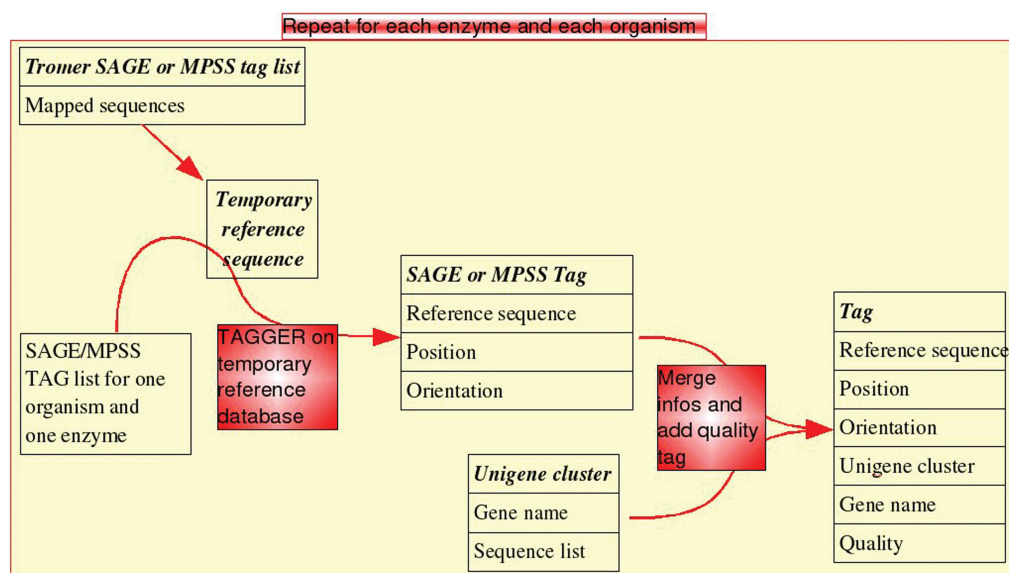 Repeat for each enzyme and each organism
Tromer SAGE or MPSS tag list
Mapped sequences
Temporary
reference
sequence
SAGE/MPSS
TAG list for one
organism and
one enzyme
TAGGER on
temporary
reference
database
SAGE or MPSS Tag
Reference sequence
Position
Orientation
Unigene cluster
Gene name
Sequence list
Merge
infos and
add quality
tag
Tag
Reference sequence
Position
Orientation
Unigene cluster
Gene name
Quality